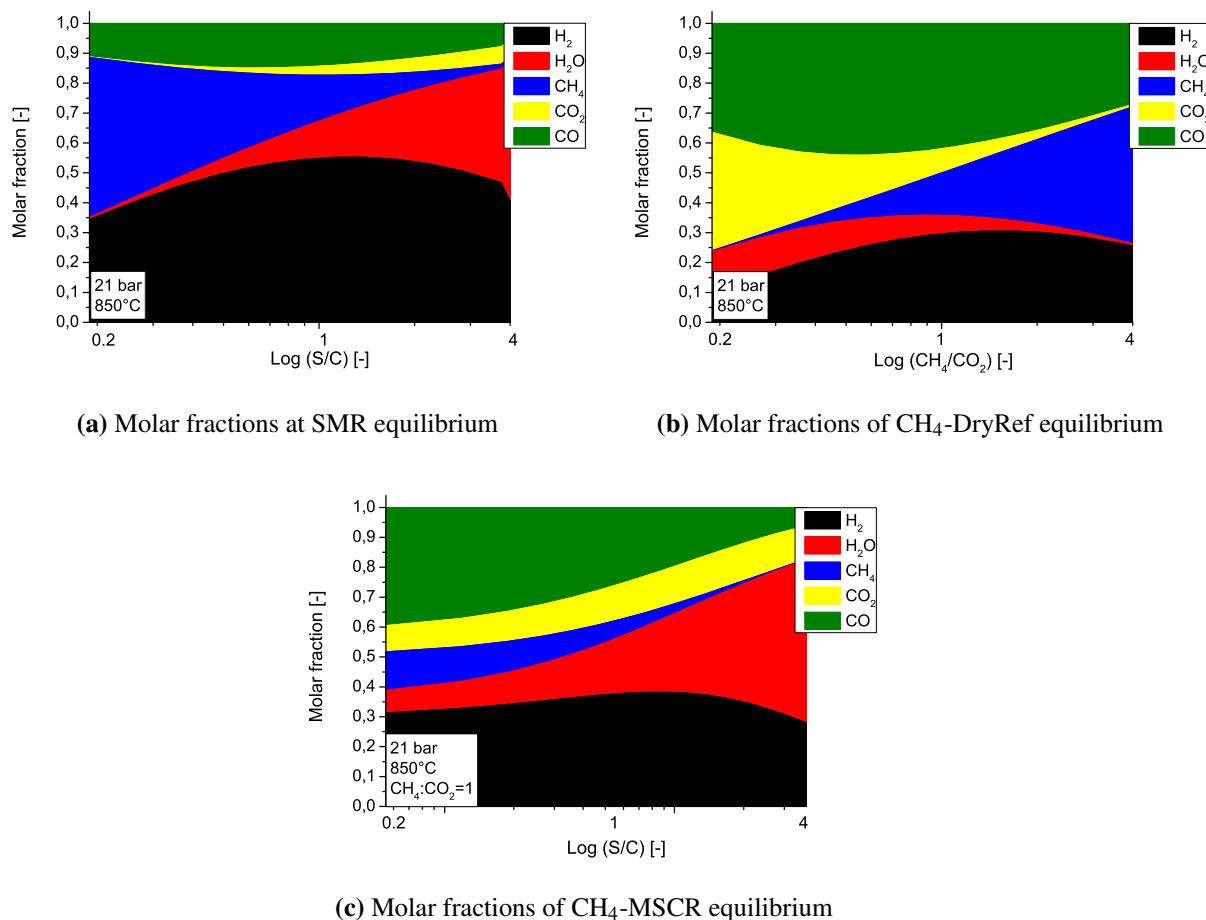 1,0
0,9
0,8
0,7
0,6
0,5
0,4
0,3
0,2
0,1
0,0
Molar fraction [-]
H₂
H₂O
CH₄
CO₂
CO
21 bar
850°C
0.2
1
4
Log (S/C) [-]
(a) Molar fractions at SMR equilibrium
1,0
0,9
0,8
0,7
0,6
0,5
0,4
0,3
0,2
0,1
0,0
Molar fraction [-]
H₂
H₂O
CH₄
CO₂
CO
21 bar
850°C
0.2
1
4
Log (CH₄/CO₂) [-]
(b) Molar fractions of CH₄-DryRef equilibrium
1,0
0,9
0,8
0,7
0,6
0,5
0,4
0,3
0,2
0,1
0,0
Molar fraction [-]
H₂
H₂O
CH₄
CO₂
CO
21 bar
850°C
CH₄:CO₂=1
0.2
1
4
Log (S/C) [-]
(c) Molar fractions of CH₄-MSCR equilibrium